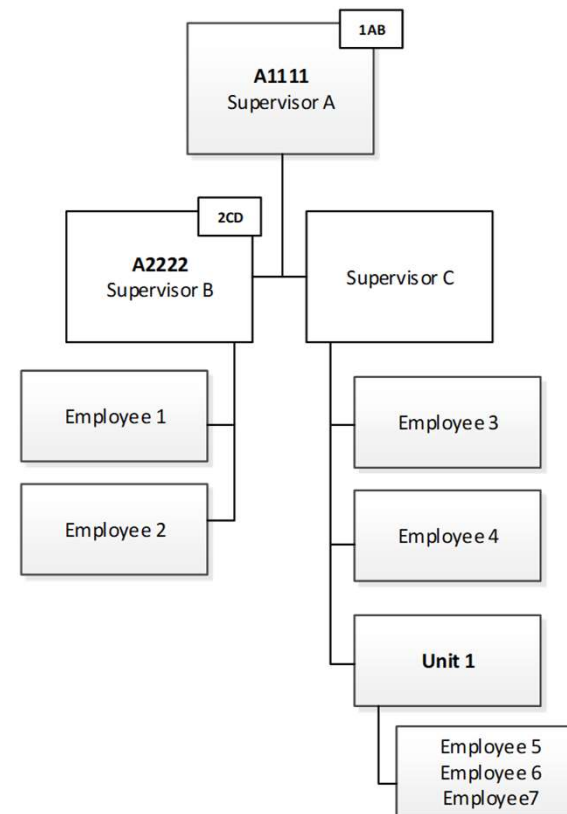 1AB
A1111
Supervisor A
2CD
A2222
Supervisor B
Supervisor C
Employee 1
Employee 2
Employee 3
Employee 4
Unit 1
Employee 5
Employee 6
Employee7